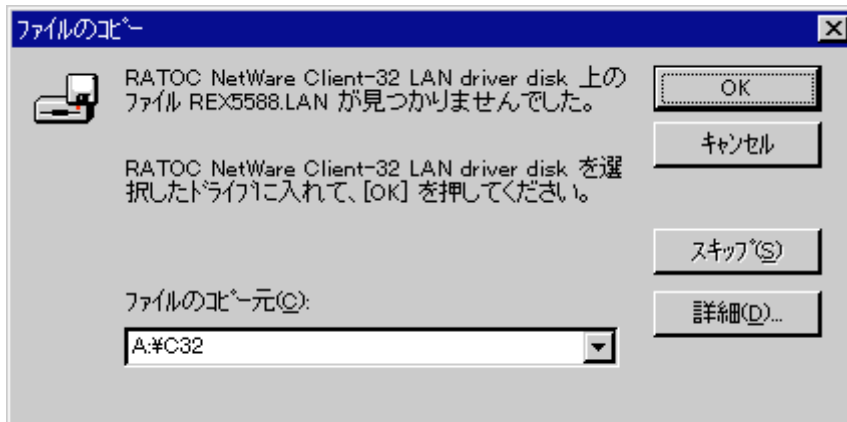 ファイルのコピー
RATOC NetWare Client-32 LAN driver disk 上の
ファイル REX5588.LAN が見つかりませんでした。
RATOC NetWare Client-32 LAN driver disk を選
択したドライブに入れて、[OK] を押してください。
OK
キャンセル
スキップ(S)
詳細(D)...
ファイルのコピー元(C):
A:¥C32